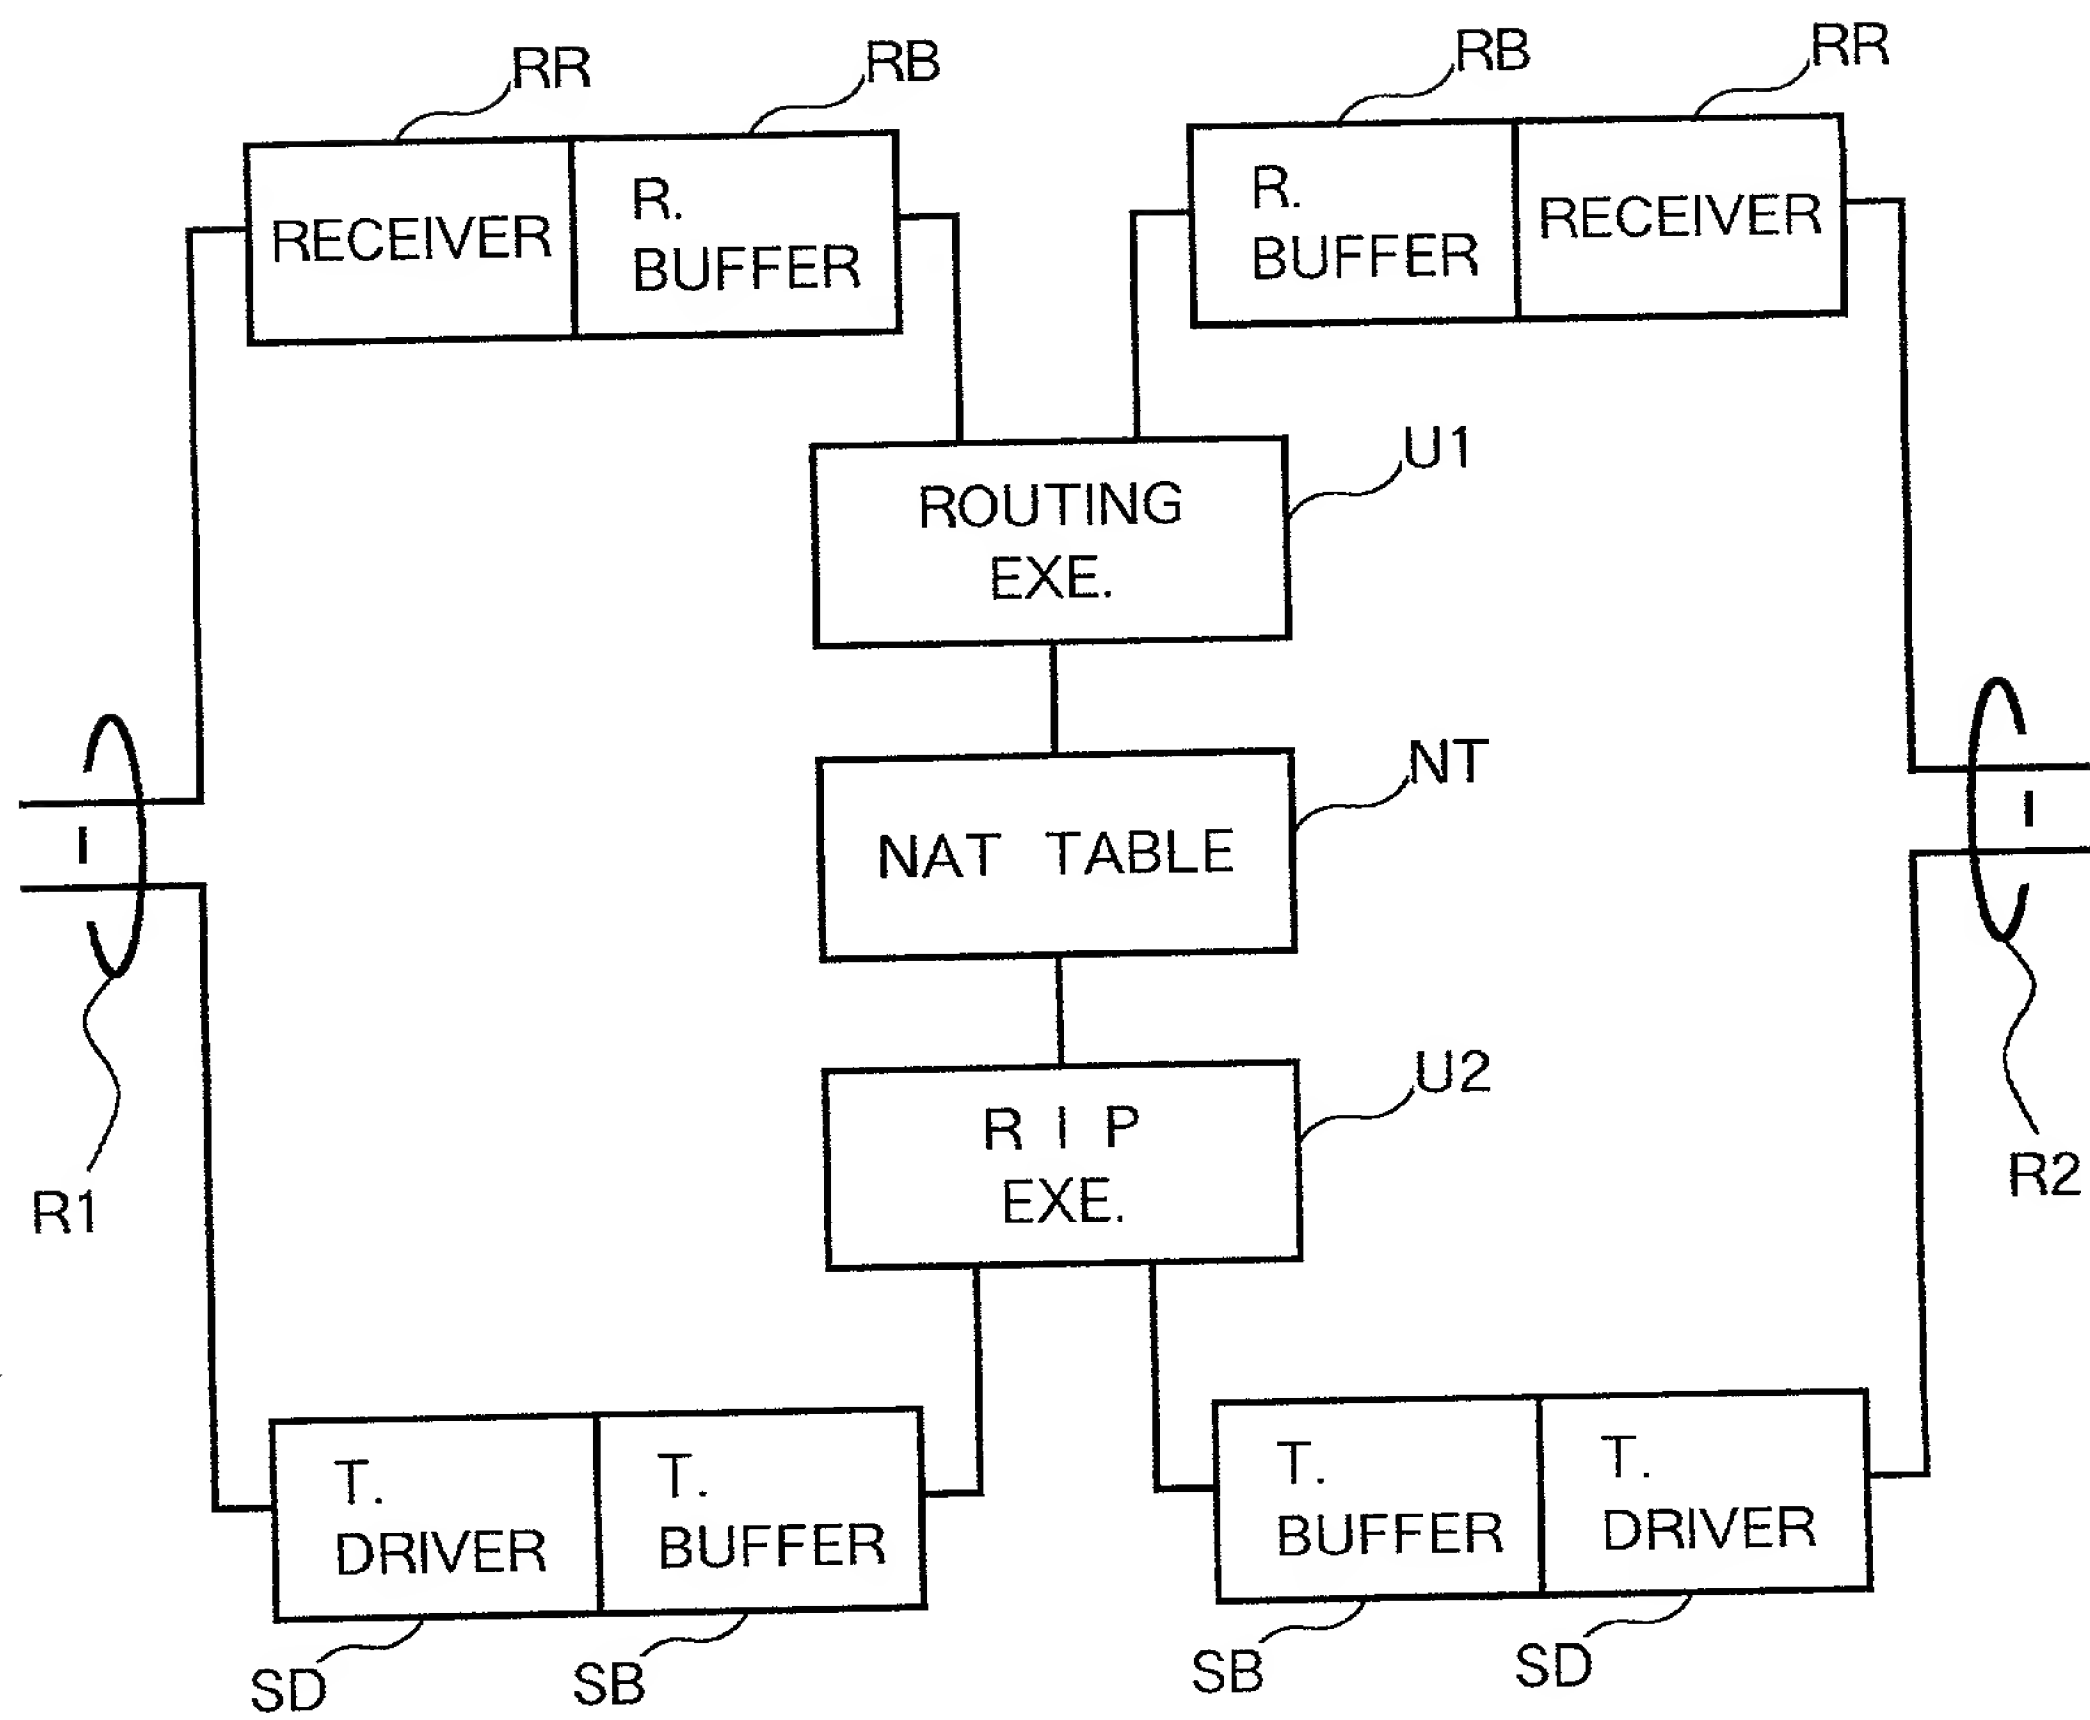 RR
RB
RB
RR
RECEIVER
R.
BUFFER
R.
BUFFER
RECEIVER
U1
ROUTING
EXE.
NT
NAT TABLE
U2
R I P
EXE.
R1
R2
T.
DRIVER
T.
BUFFER
T.
BUFFER
T.
DRIVER
SD
SB
SB
SD